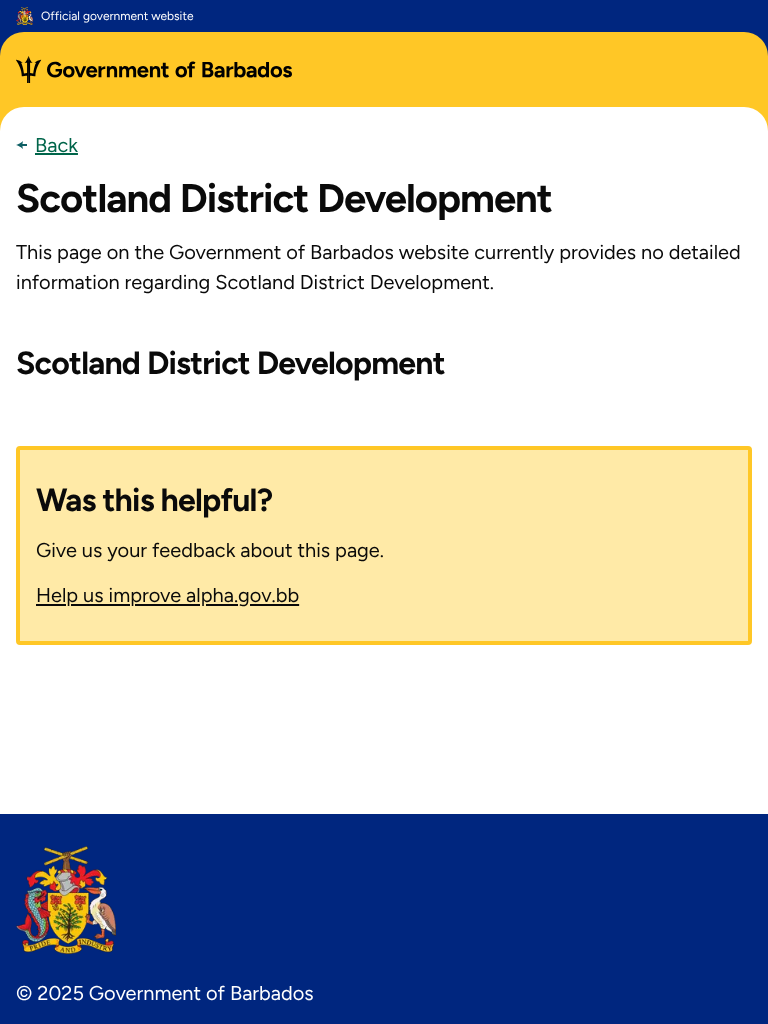 Official government website
Government of Barbados
Back
Scotland District Development
This page on the Government of Barbados website currently provides no detailed
information regarding Scotland District Development.
Scotland District Development
Was this helpful?
Give us your feedback about this page.
Help us improve alpha.gov.bb
PRIDE AND INDUSTRY
© 2025 Government of Barbados